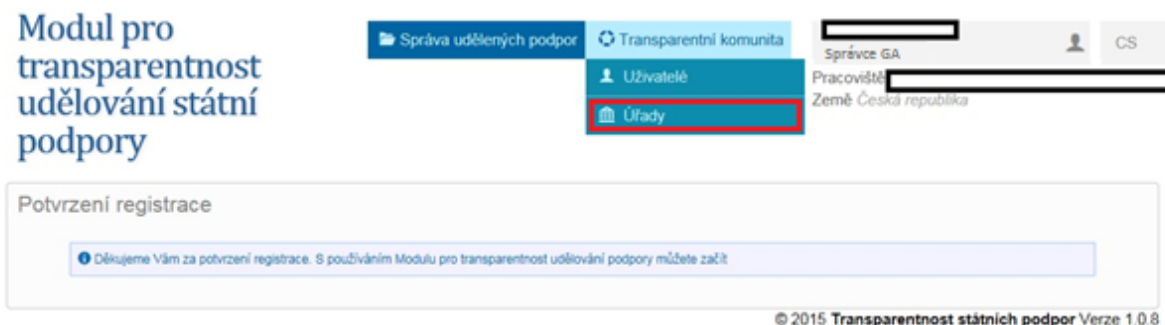 Modul pro
transparentnost
udělování státní
podpory
Správa udělených podpor
Transparentní komunita
Uživatelé
Úřady
Správce GA
CS
Pracoviště
Země Česká republika
Potvrzení registrace
Děkujeme Vám za potvrzení registrace. S používáním Modulu pro transparentnost udělování podpory můžete začít
© 2015 Transparentnost státních podpor Verze 1.0.8